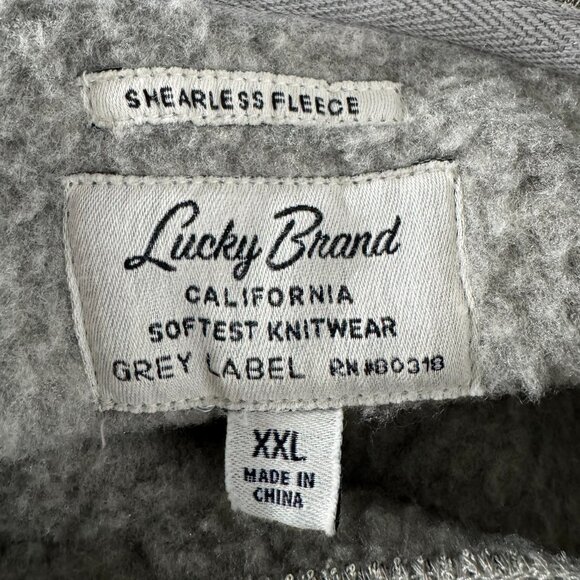 SHEARLESS FLEECE
Lucky Brand
CALIFORNIA
SOFTEST KNITWEAR
GREY LABEL RN #80318
XXL
MADE IN
CHINA